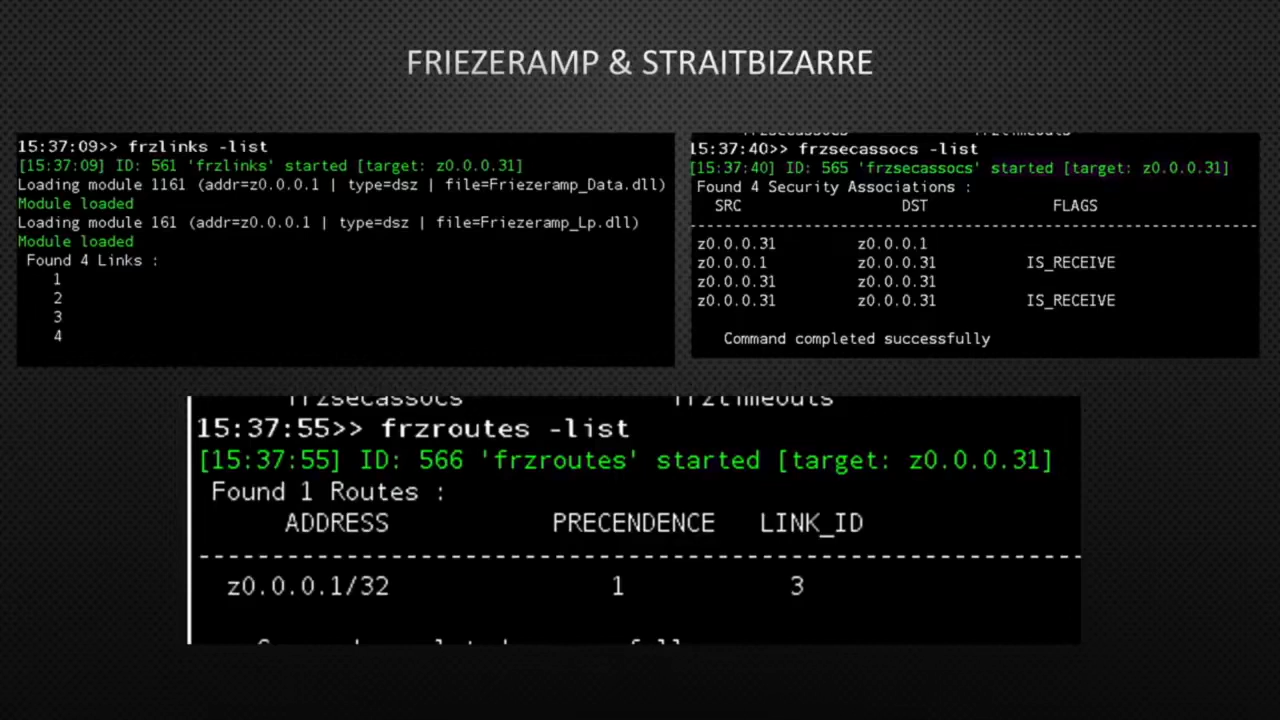 FRIEZERAMP & STRAITBIZARRE
15:37:09>> frzlinks -list
[15:37:09] ID: 561 'frzlinks' started [target: z0.0.0.31]
Loading module 1161 (addr=z0.0.0.1 | type=dsz | file=Friezeramp_Data.dll)
Module loaded
Loading module 161 (addr=z0.0.0.1 | type=dsz | file=Friezeramp_Lp.dll)
Module loaded
Found 4 Links :
1
2
3
4
frzsecassocs frztimeouts
15:37:40>> frzsecassocs -list
[15:37:40] ID: 565 'frzsecassocs' started [target: z0.0.0.31]
Found 4 Security Associations :
SRC DST FLAGS
--------------------------------------------------------------
z0.0.0.31 z0.0.0.1
z0.0.0.1 z0.0.0.31 IS_RECEIVE
z0.0.0.31 z0.0.0.31
z0.0.0.31 z0.0.0.31 IS_RECEIVE
Command completed successfully
frzsecassocs frztimeouts
15:37:55>> frzroutes -list
[15:37:55] ID: 566 'frzroutes' started [target: z0.0.0.31]
Found 1 Routes :
ADDRESS PRECENDENCE LINK_ID
-------------------------------------------------------------
z0.0.0.1/32 1 3